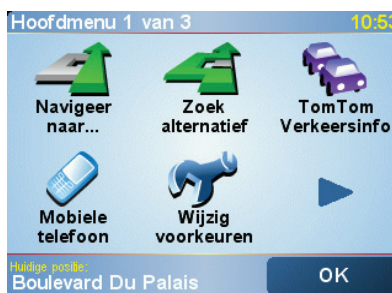 Hoofdmenu 1 van 3 10:53
Navigeer naar...
Zoek alternatief
TomTom Verkeersinfo
Mobiele telefoon
Wijzig voorkeuren
Huidige positie:
Boulevard Du Palais
OK